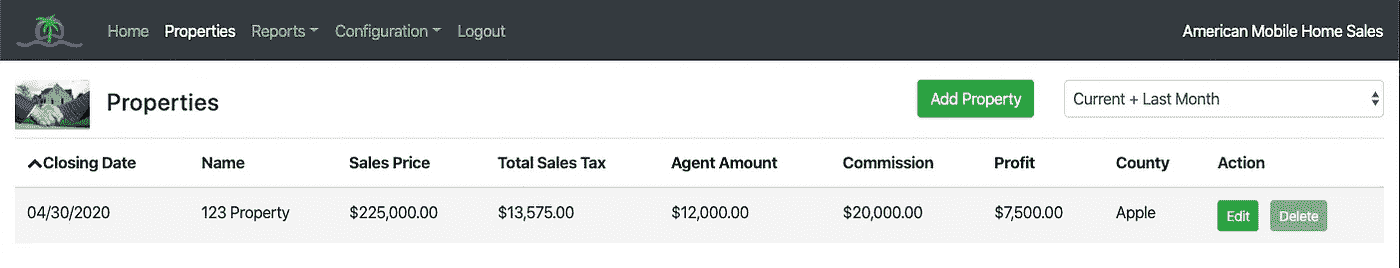 Home Properties Reports Configuration Logout American Mobile Home Sales
Properties Add Property Current + Last Month
Closing Date Name Sales Price Total Sales Tax Agent Amount Commission Profit County Action
04/30/2020 123 Property $225,000.00 $13,575.00 $12,000.00 $20,000.00 $7,500.00 Apple Edit Delete